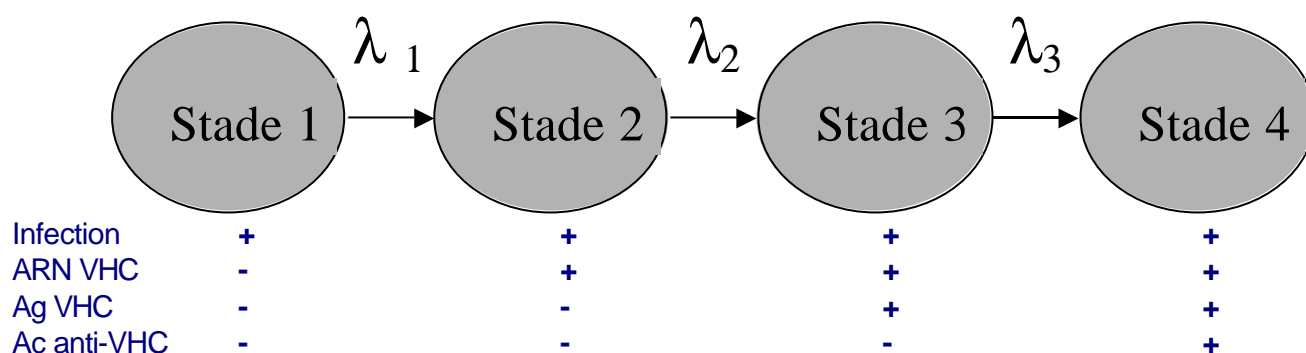 λ 1 λ2 λ3
Stade 1 Stade 2 Stade 3 Stade 4
Infection + + + +
ARN VHC - + + +
Ag VHC - - + +
Ac anti-VHC - - - +